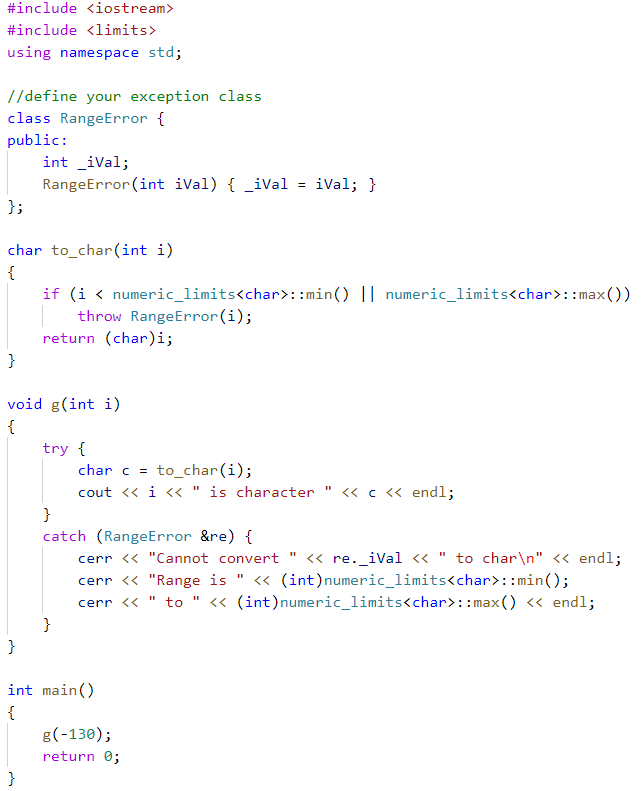 #include <iostream>
#include <limits>
using namespace std;

//define your exception class
class RangeError {
public:
    int _iVal;
    RangeError(int iVal) { _iVal = iVal; }
};

char to_char(int i)
{
    if (i < numeric_limits<char>::min() || numeric_limits<char>::max())
        throw RangeError(i);
    return (char)i;
}

void g(int i)
{
    try {
        char c = to_char(i);
        cout << i << " is character " << c << endl;
    }
    catch (RangeError &re) {
        cerr << "Cannot convert " << re._iVal << " to char\n" << endl;
        cerr << "Range is " << (int)numeric_limits<char>::min();
        cerr << " to " << (int)numeric_limits<char>::max() << endl;
    }
}

int main()
{
    g(-130);
    return 0;
}